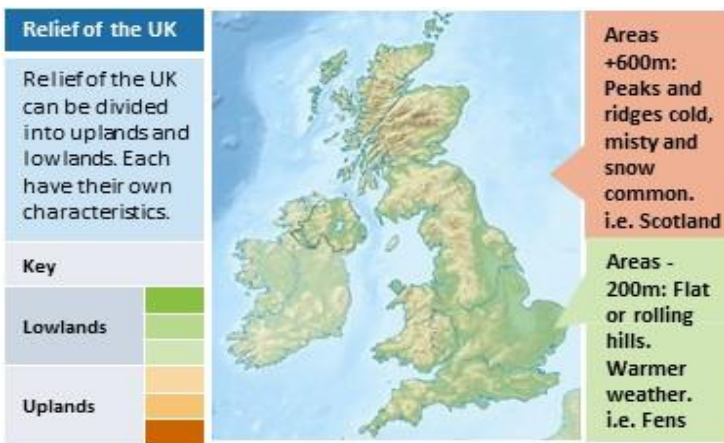 Relief of the UK
Relief of the UK
can be divided
into uplands and
lowlands. Each
have their own
characteristics.
Key
Lowlands
Uplands
Areas
+600m:
Peaks and
ridges cold,
misty and
snow
common.
i.e. Scotland
Areas -
200m: Flat
or rolling
hills.
Warmer
weather.
i.e. Fens